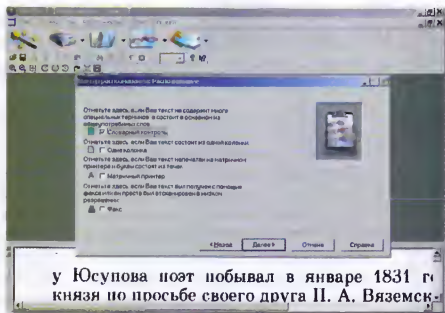 Отметьте здесь, если Ваш текст не содержит много
специальных терминов, а состоит в основном из
общеупотребимых слов
Словарный контроль
Отметьте здесь, если Ваш текст состоит из одной колонки
Одна колонка
Отметьте здесь, если Ваш текст напечатан на матричном
принтере и буквы состоят из точек
Матричный принтер
Отметьте здесь, если Ваш текст получен с помощью
факса или он просто был отсканирован в низком
разрешении
Факс
<Назад Далее> Отмена Справка
у Юсупова поэт побывал в январе 1831
князя по просьбе своего друга П. А. Вяземск